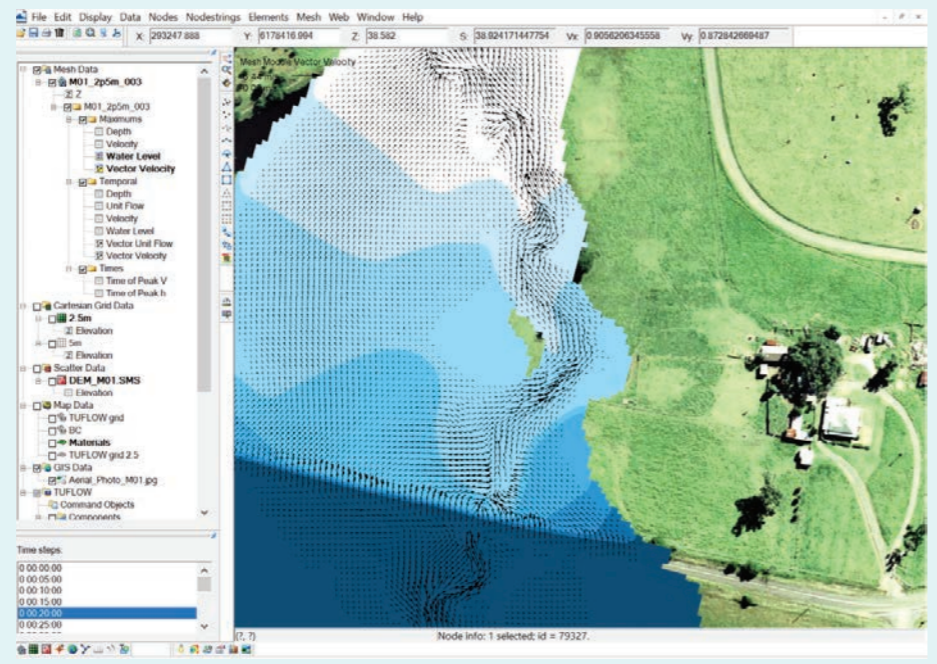 File Edit Display Data Nodes Nodestrings Elements Mesh Web Window Help
X: 293247.888 Y: 6178416.994 Z: 38.582 S: 38.924171447754 Vx: 0.9056206345558 Vy: 0.872842669487
Mesh Module Vector Velocity
Mesh Data
M01_2p5m_003
Z
M01_2p5m_003
Maximums
Depth
Velocity
Water Level
Vector Velocity
Temporal
Depth
Unit Flow
Velocity
Water Level
Vector Unit Flow
Vector Velocity
Times
Time of Peak V
Time of Peak h
Cartesian Grid Data
2.5m
Elevation
5m
Elevation
Scatter Data
DEM_M01.SMS
Elevation
Map Data
TUFLOW grid
BC
Materials
TUFLOW grid 2.5
GIS Data
Aerial_Photo_M01.jpg
TUFLOW
Command Objects
Components
Time steps:
0 00:00:00
0 00:05:00
0 00:10:00
0 00:15:00
0 00:20:00
0 00:25:00
(?, ?) Node Info: 1 selected; id = 79327.